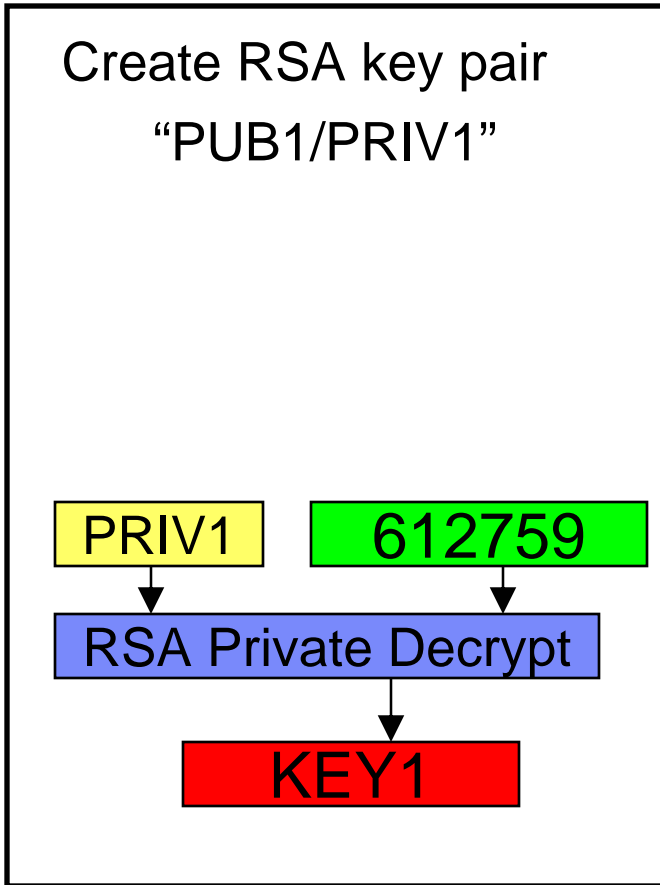 Create RSA key pair
“PUB1/PRIV1”
PRIV1
612759
RSA Private Decrypt
KEY1